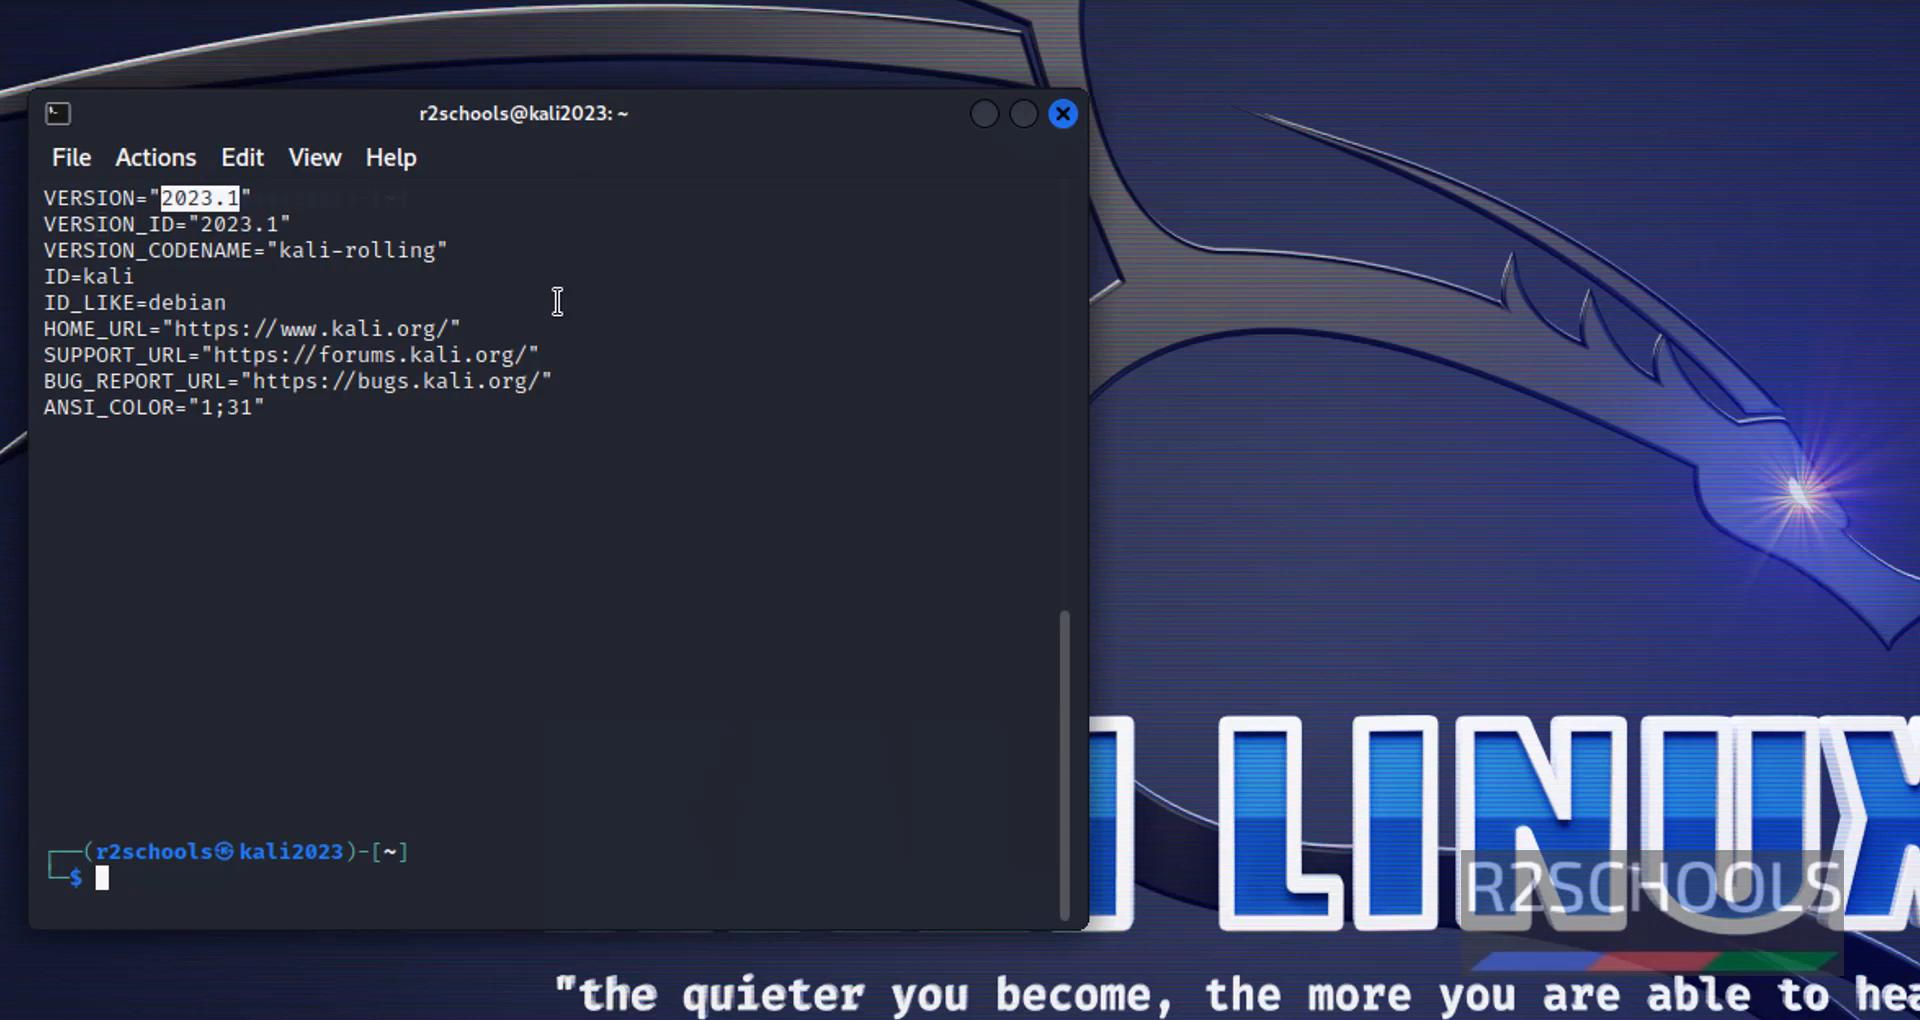 r2schools@kali2023: ~
File Actions Edit View Help
VERSION="2023.1"
VERSION_ID="2023.1"
VERSION_CODENAME="kali-rolling"
ID=kali
ID_LIKE=debian
HOME_URL="https://www.kali.org/"
SUPPORT_URL="https://forums.kali.org/"
BUG_REPORT_URL="https://bugs.kali.org/"
ANSI_COLOR="1;31"
┌──(r2schools㉿kali2023)-[~]
└─$
LINUX
R2SCHOOLS
"the quieter you become, the more you are able to